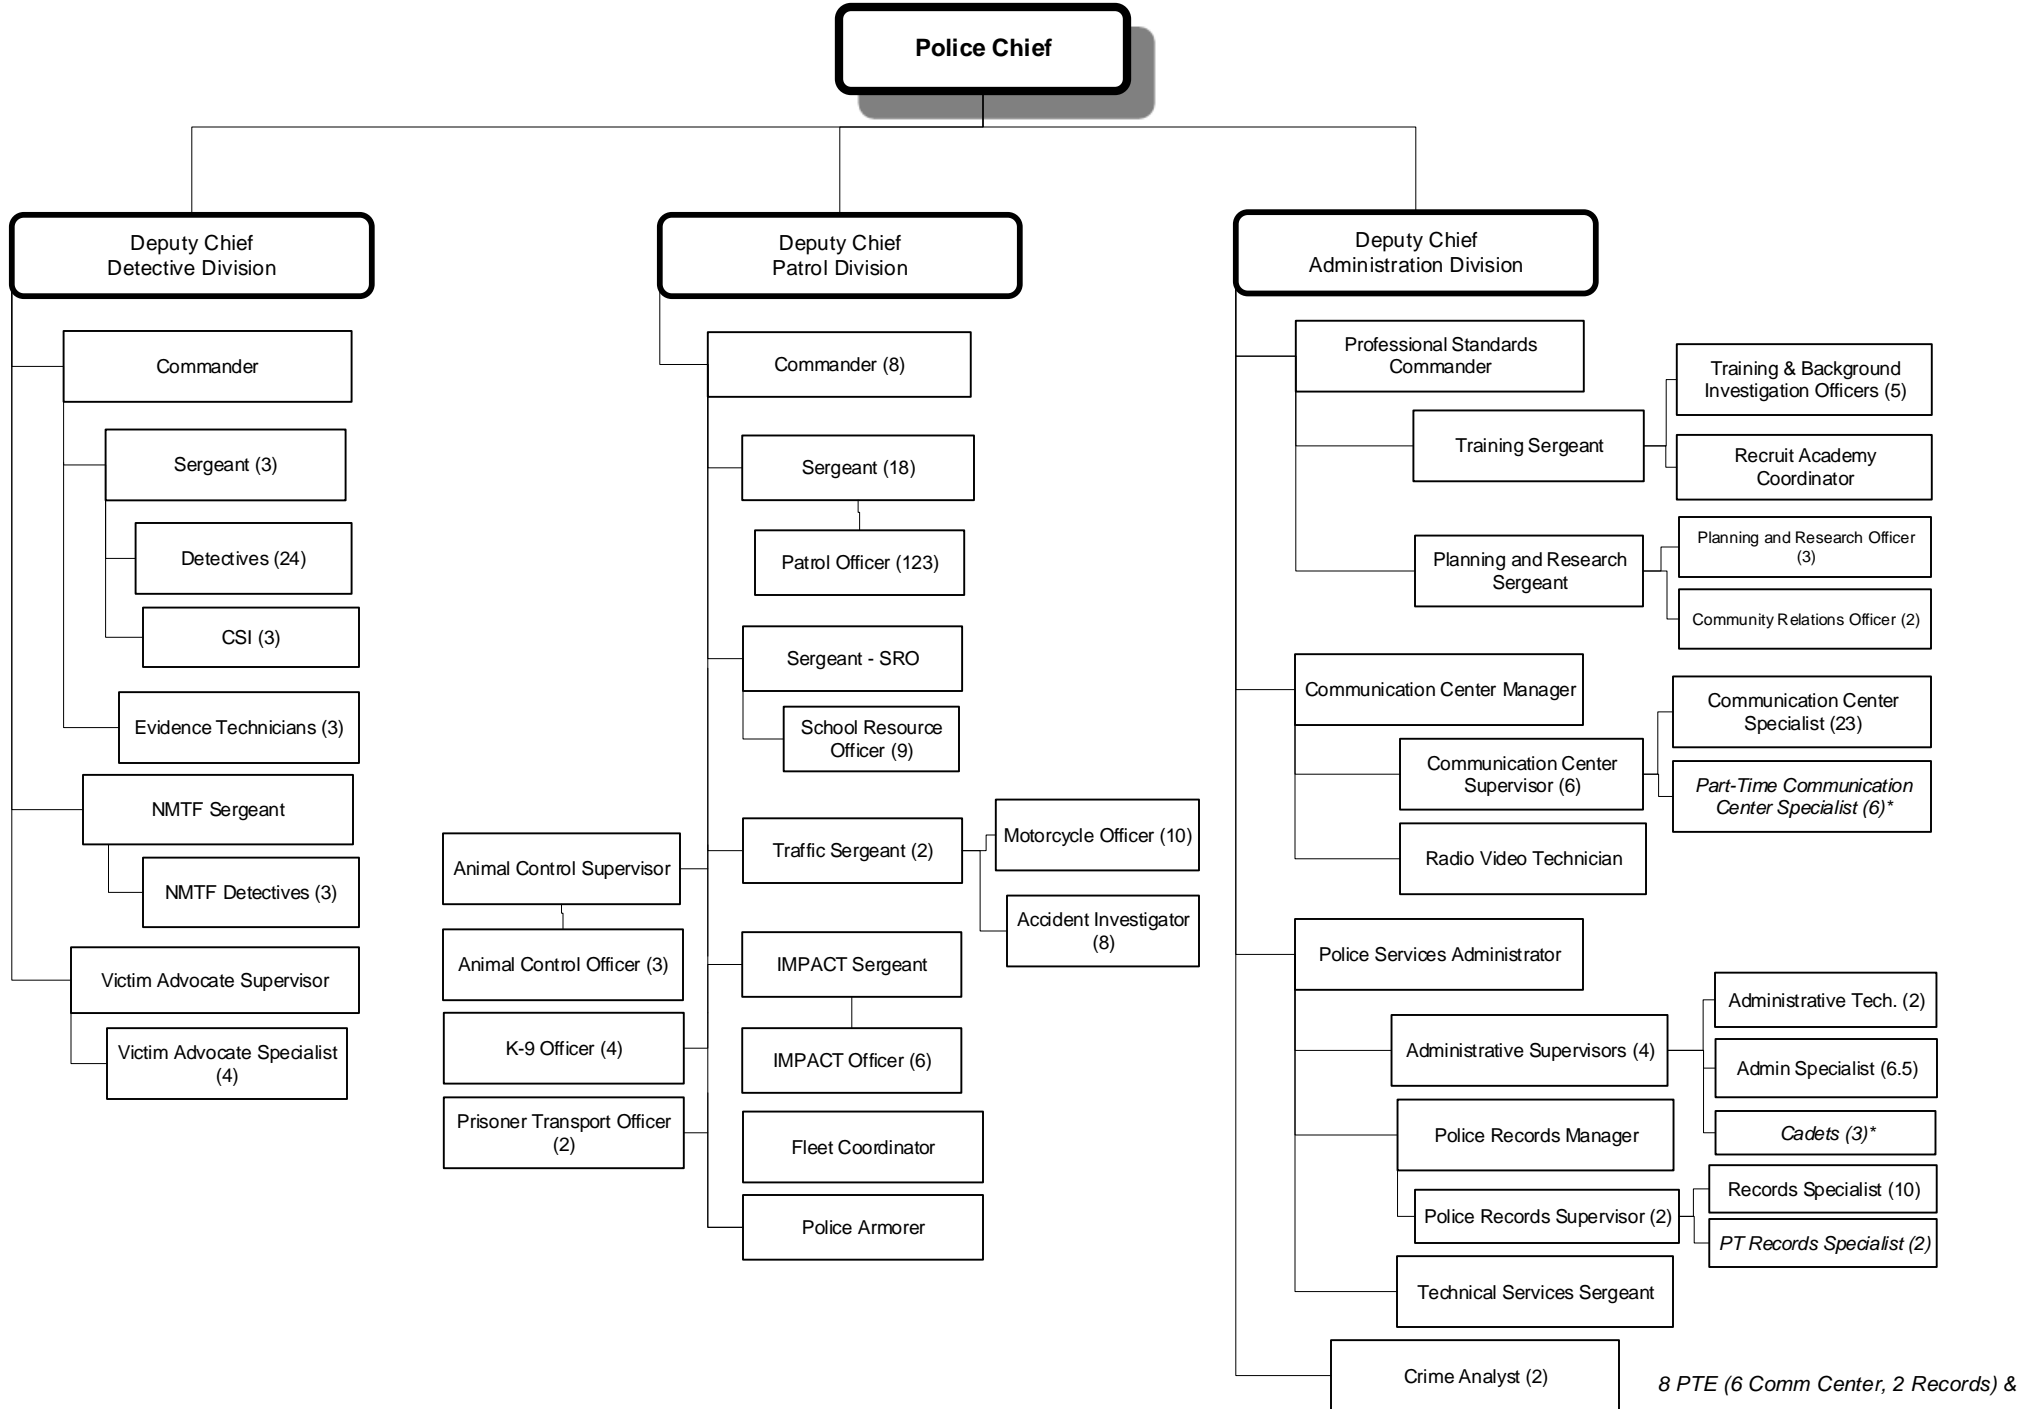 Police Chief
Deputy Chief
Detective Division
Commander
Sergeant (3)
Detectives (24)
CSI (3)
Evidence Technicians (3)
NMTF Sergeant
NMTF Detectives (3)
Victim Advocate Supervisor
Victim Advocate Specialist
(4)
Deputy Chief
Patrol Division
Commander (8)
Sergeant (18)
Patrol Officer (123)
Sergeant - SRO
School Resource
Officer (9)
Traffic Sergeant (2)
Motorcycle Officer (10)
Accident Investigator
(8)
Animal Control Supervisor
Animal Control Officer (3)
IMPACT Sergeant
IMPACT Officer (6)
K-9 Officer (4)
Prisoner Transport Officer
(2)
Fleet Coordinator
Police Armorer
Deputy Chief
Administration Division
Professional Standards
Commander
Training Sergeant
Training & Background
Investigation Officers (5)
Recruit Academy
Coordinator
Planning and Research
Sergeant
Planning and Research Officer
(3)
Community Relations Officer (2)
Communication Center Manager
Communication Center
Supervisor (6)
Communication Center
Specialist (23)
Part-Time Communication
Center Specialist (6)*
Radio Video Technician
Police Services Administrator
Administrative Supervisors (4)
Administrative Tech. (2)
Admin Specialist (6.5)
Cadets (3)*
Police Records Manager
Police Records Supervisor (2)
Records Specialist (10)
PT Records Specialist (2)
Technical Services Sergeant
Crime Analyst (2)
8 PTE (6 Comm Center, 2 Records) &